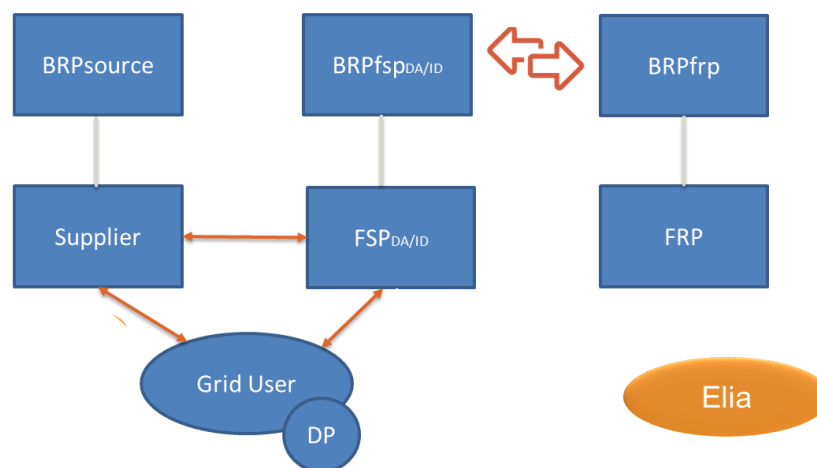 BRPsource
BRPfspDA/ID
BRPfrp
Supplier
FSPDA/ID
FRP
Grid User
DP
Elia